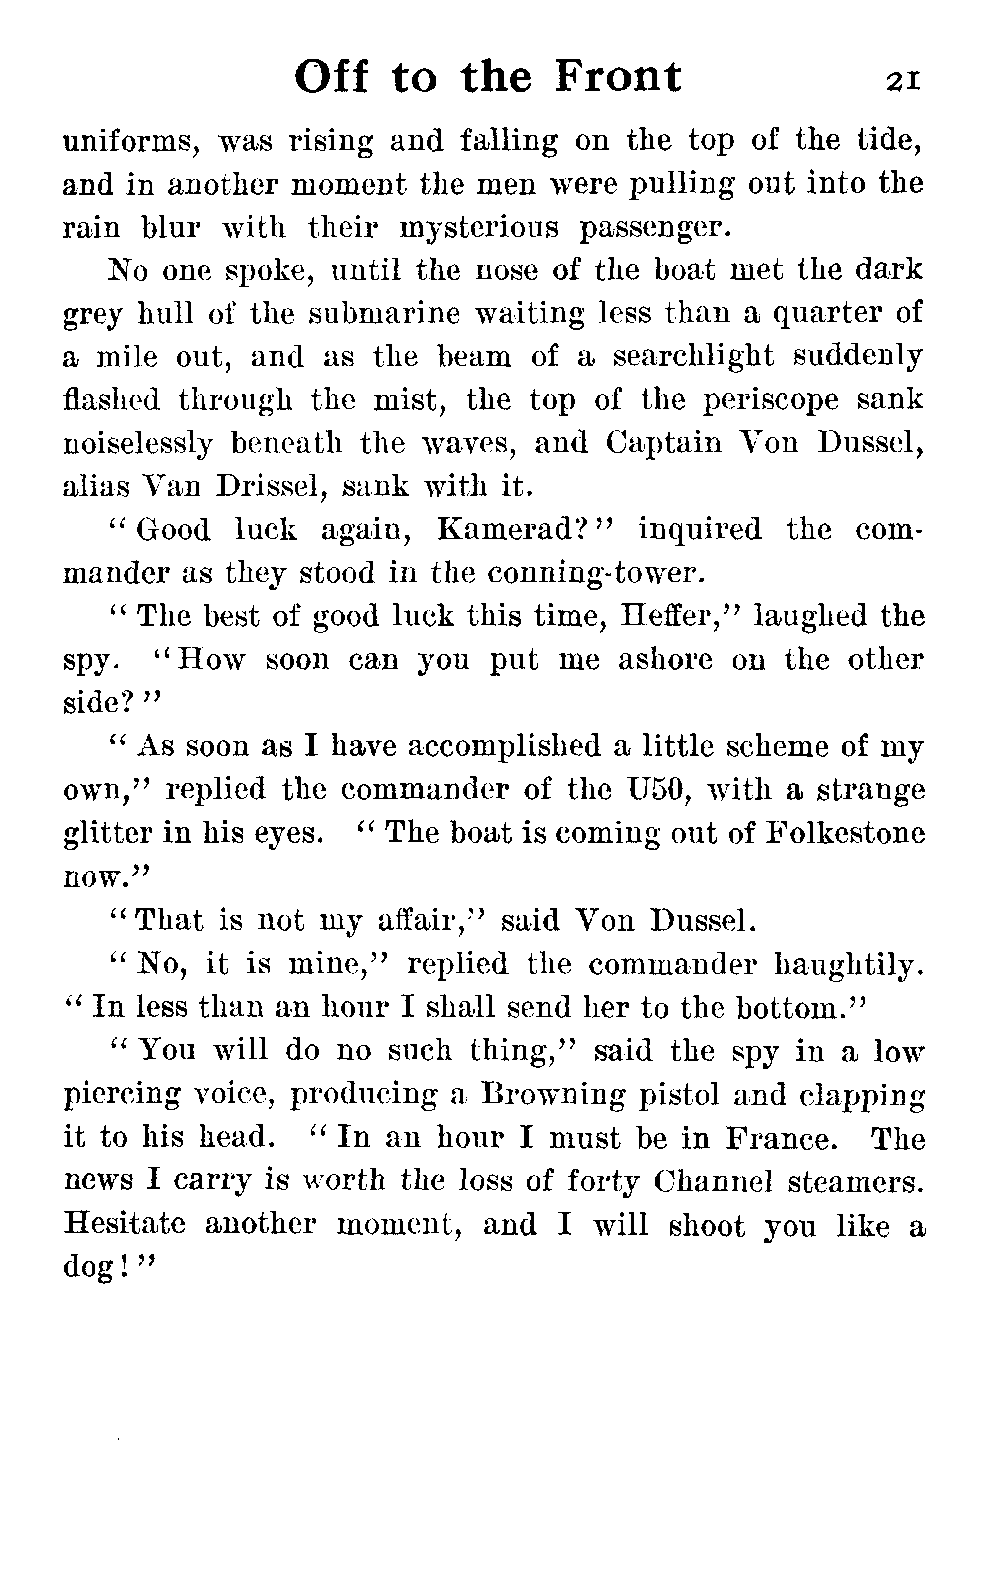 Off to the Front 21
uniforms, was rising and falling on the top of the tide,
and in another moment the men were pulling out into the
rain blur with their mysterious passenger.
No one spoke, until the nose of the boat met the dark
grey hull of the submarine waiting less than a quarter of
a mile out, and as the beam of a searchlight suddenly
flashed through the mist, the top of the periscope sank
noiselessly beneath the waves, and Captain Von Dussel,
alias Van Drissel, sank with it.
“Good luck again, Kamerad?” inquired the com-
mander as they stood in the conning-tower.
“The best of good luck this time, Heffer,” laughed the
spy. “How soon can you put me ashore on the other
side?”
“As soon as I have accomplished a little scheme of my
own,” replied the commander of the U50, with a strange
glitter in his eyes. “The boat is coming out of Folkestone
now.”
“That is not my affair,” said Von Dussel.
“No, it is mine,” replied the commander haughtily.
“In less than an hour I shall send her to the bottom.”
“You will do no such thing,” said the spy in a low
piercing voice, producing a Browning pistol and clapping
it to his head. “In an hour I must be in France. The
news I carry is worth the loss of forty Channel steamers.
Hesitate another moment, and I will shoot you like a
dog!”